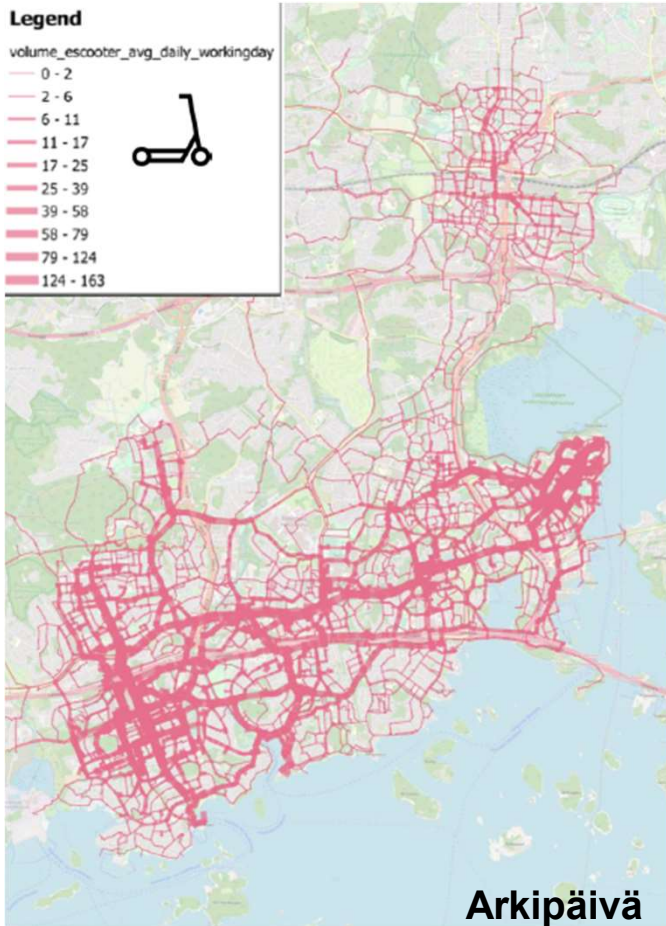 Legend
volume_escooter_avg_daily_workingday
0 - 2
2 - 6
6 - 11
11 - 17
17 - 25
25 - 39
39 - 58
58 - 79
79 - 124
124 - 163
Arkipäivä